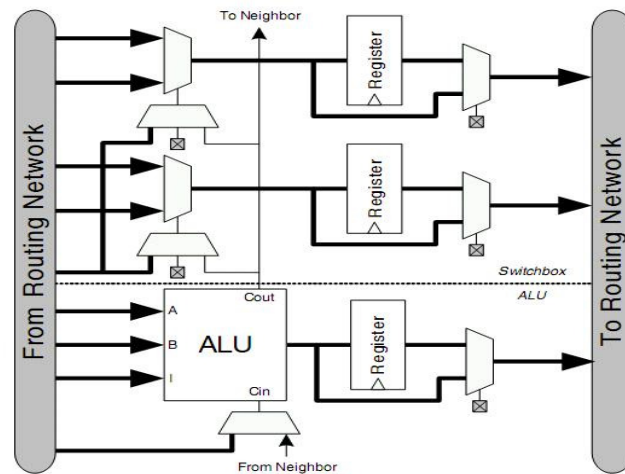 To Neighbor
Register
Register
From Routing Network
To Routing Network
Switchbox
ALU
Cout
A
B
ALU
I
Register
Cin
From Neighbor